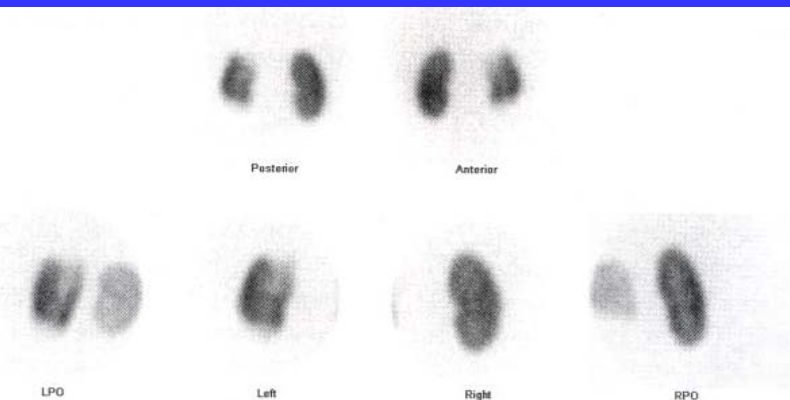 Posterior
Anterior
LPO
Left
Right
RPO